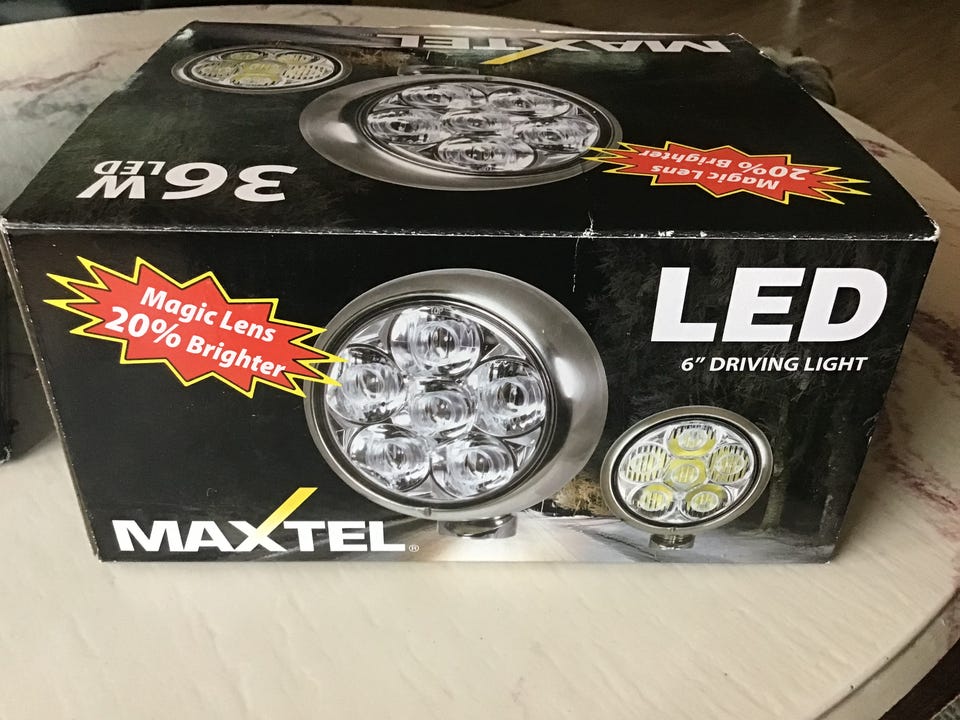 MAXTEL
36W
LED
Magic Lens
20% Brighter
Magic Lens
20% Brighter
LED
6" DRIVING LIGHT
MAXTEL®